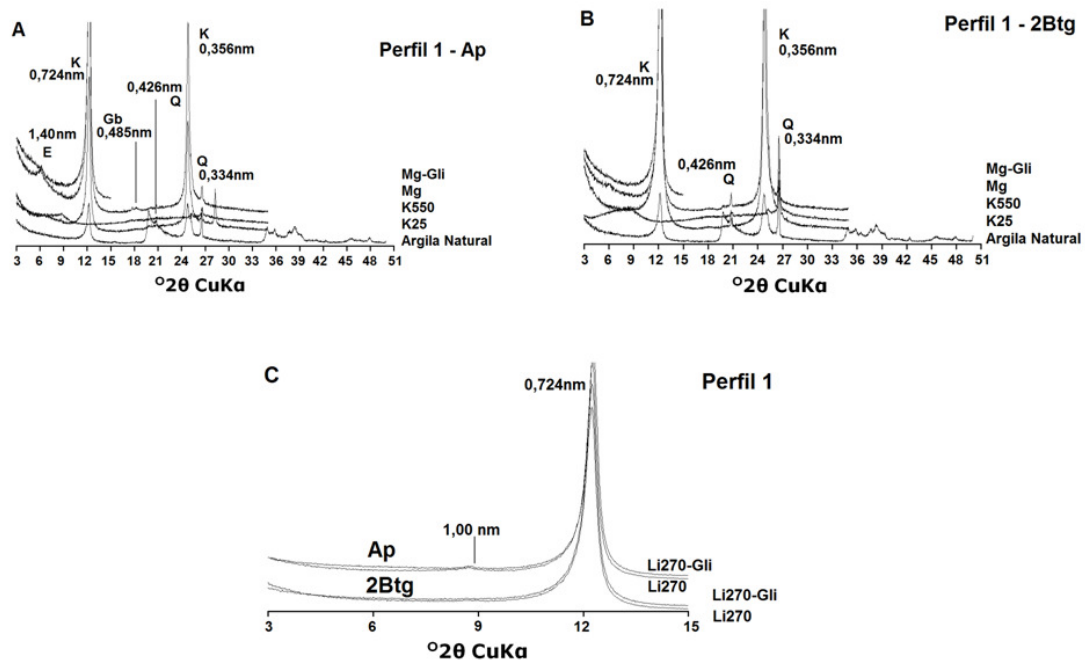 A
Perfil 1 - Ap
K
0,724nm
K
0,356nm
0,426nm
Q
Gb
0,485nm
1,40nm
E
Q
0,334nm
Mg-Gli
Mg
K550
K25
Argila Natural
3 6 9 12 15 18 21 24 27 30 33 36 39 42 45 48 51
°2θ CuKα
B
Perfil 1 - 2Btg
K
0,724nm
K
0,356nm
Q
0,334nm
0,426nm
Q
Mg-Gli
Mg
K550
K25
Argila Natural
3 6 9 12 15 18 21 24 27 30 33 36 39 42 45 48 51
°2θ CuKα
C
Perfil 1
0,724nm
1,00 nm
Ap
2Btg
Li270-Gli
Li270
Li270-Gli
Li270
3 6 9 12 15
°2θ CuKα